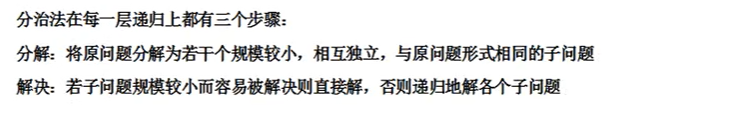 分治法在每一层递归上都有三个步骤：
分解：将原问题分解为若干个规模较小，相互独立，与原问题形式相同的子问题
解决：若子问题规模较小而容易被解决则直接解，否则递归地解各个子问题